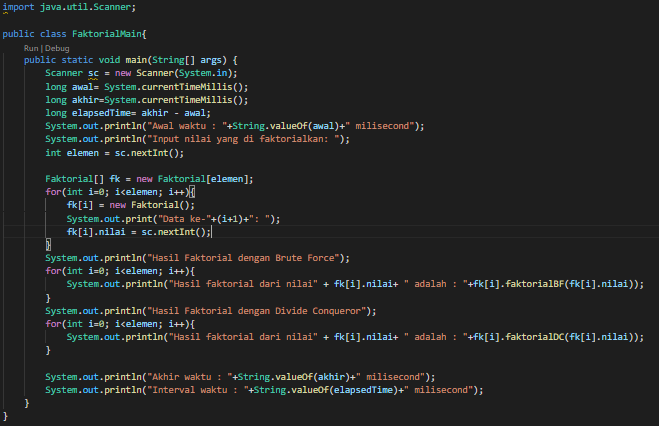 import java.util.Scanner;
public class FaktorialMain{
Run | Debug
public static void main(String[] args) {
Scanner sc = new Scanner(System.in);
long awal= System.currentTimeMillis();
long akhir=System.currentTimeMillis();
long elapsedTime= akhir - awal;
System.out.println("Awal waktu : "+String.valueOf(awal)+" milisecond");
System.out.println("Input nilai yang di faktorialkan: ");
int elemen = sc.nextInt();
Faktorial[] fk = new Faktorial[elemen];
for(int i=0; i<elemen; i++){
fk[i] = new Faktorial();
System.out.print("Data ke-"+(i+1)+": ");
fk[i].nilai = sc.nextInt();
}
System.out.println("Hasil Faktorial dengan Brute Force");
for(int i=0; i<elemen; i++){
System.out.println("Hasil faktorial dari nilai" + fk[i].nilai+ " adalah : "+fk[i].faktorialBF(fk[i].nilai));
}
System.out.println("Hasil Faktorial dengan Divide Conqueror");
for(int i=0; i<elemen; i++){
System.out.println("Hasil faktorial dari nilai" + fk[i].nilai+ " adalah : "+fk[i].faktorialDC(fk[i].nilai));
}
System.out.println("Akhir waktu : "+String.valueOf(akhir)+" milisecond");
System.out.println("Interval waktu : "+String.valueOf(elapsedTime)+" milisecond");
}
}